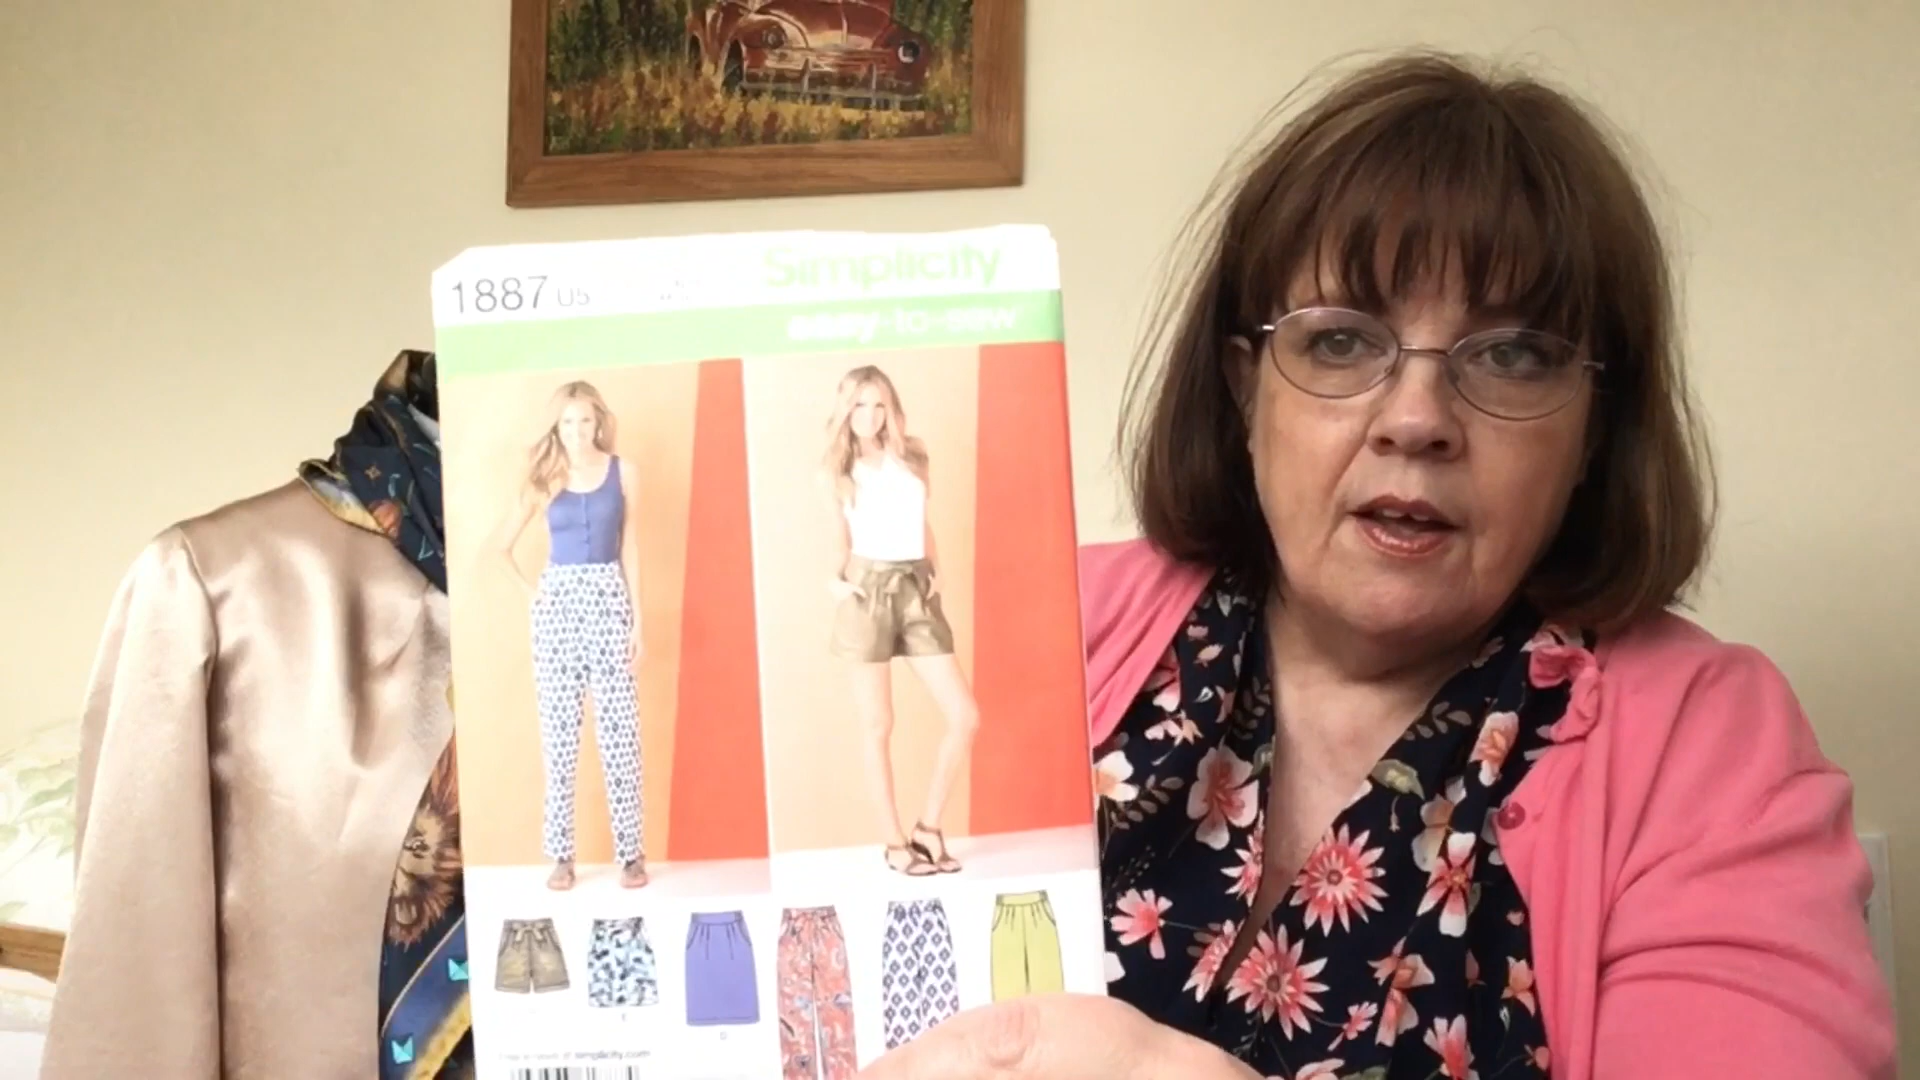 1887 US
Simplicity
easy-to-sew
E
G
simplicity.com